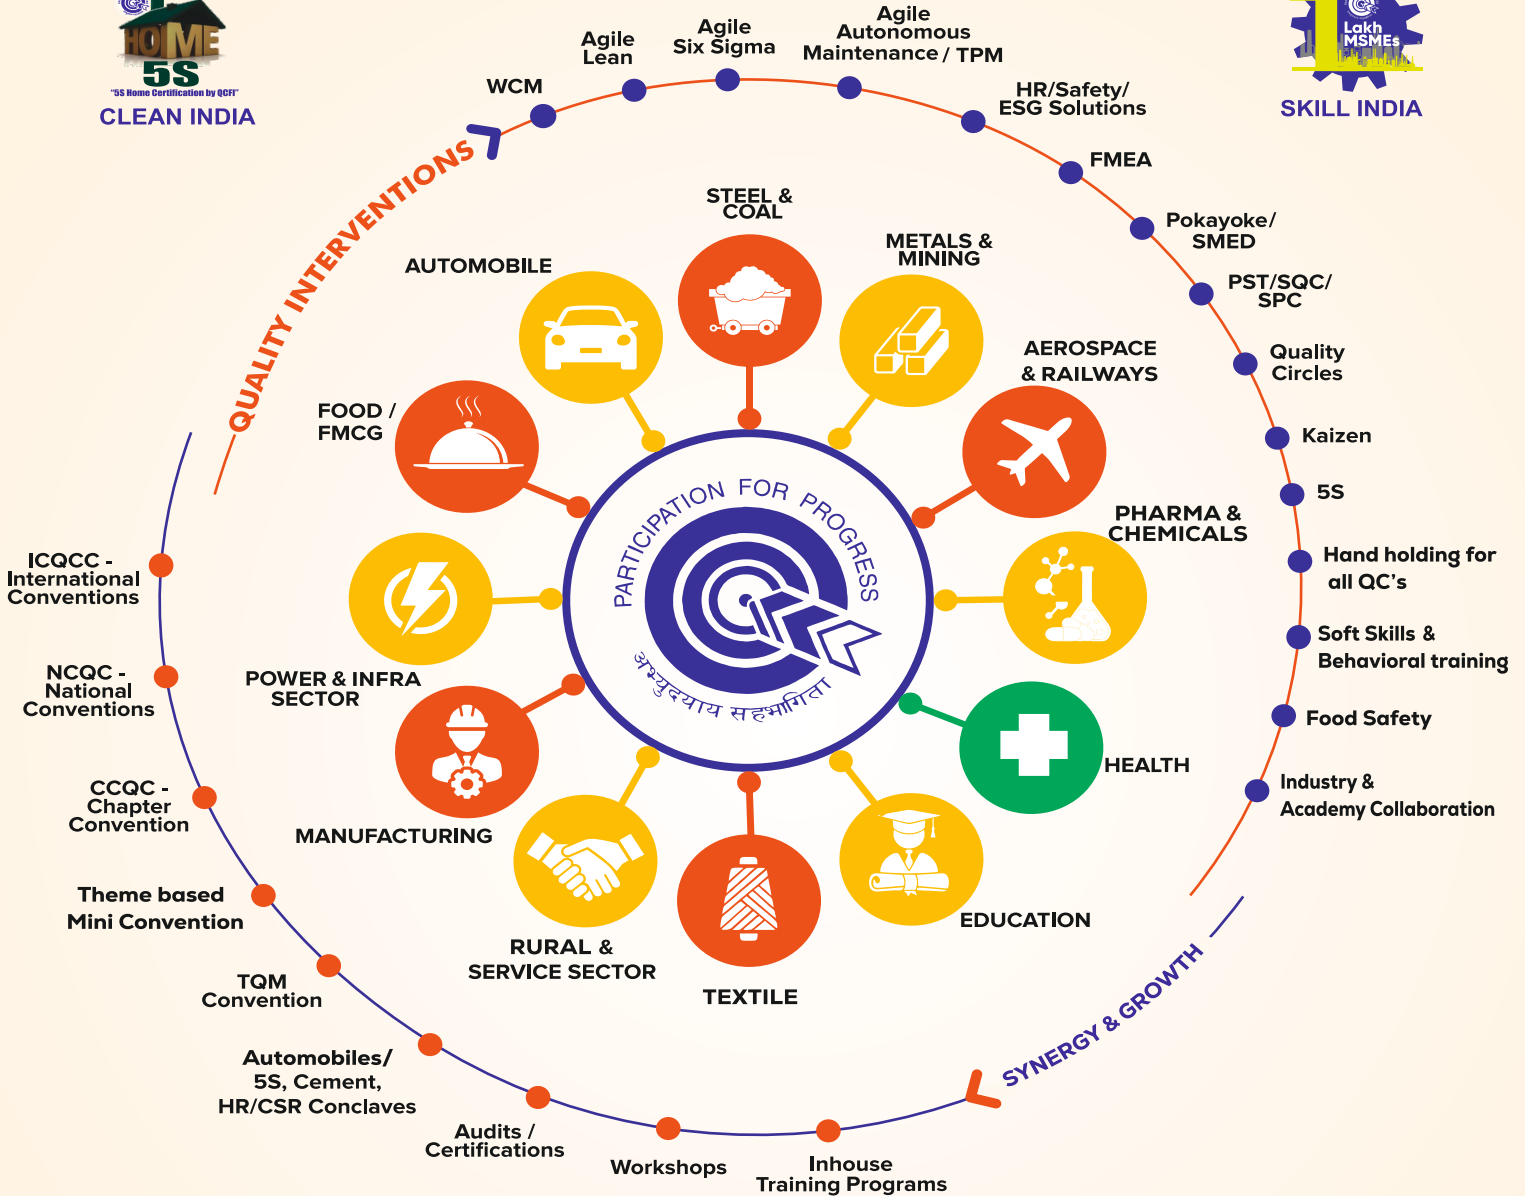 HOME
5S
"5S Home Certification by QCFI"
CLEAN INDIA
Lakh
MSMEs
SKILL INDIA
QUALITY INTERVENTIONS
WCM
Agile
Lean
Agile
Six Sigma
Agile
Autonomous
Maintenance / TPM
HR/Safety/
ESG Solutions
FMEA
Pokayoke/
SMED
PST/SQC/
SPC
Quality
Circles
Kaizen
5S
Hand holding for
all QC's
Soft Skills &
Behavioral training
Food Safety
Industry &
Academy Collaboration
SYNERGY & GROWTH
Inhouse
Training Programs
Workshops
Audits /
Certifications
Automobiles/
5S, Cement,
HR/CSR Conclaves
TQM
Convention
Theme based
Mini Convention
CCQC -
Chapter
Convention
NCQC -
National
Conventions
ICQCC -
International
Conventions
STEEL &
COAL
METALS &
MINING
AEROSPACE
& RAILWAYS
PHARMA &
CHEMICALS
HEALTH
EDUCATION
TEXTILE
RURAL &
SERVICE SECTOR
MANUFACTURING
POWER & INFRA
SECTOR
FOOD /
FMCG
AUTOMOBILE
PARTICIPATION FOR PROGRESS
अभ्युदयाय सहभागिता